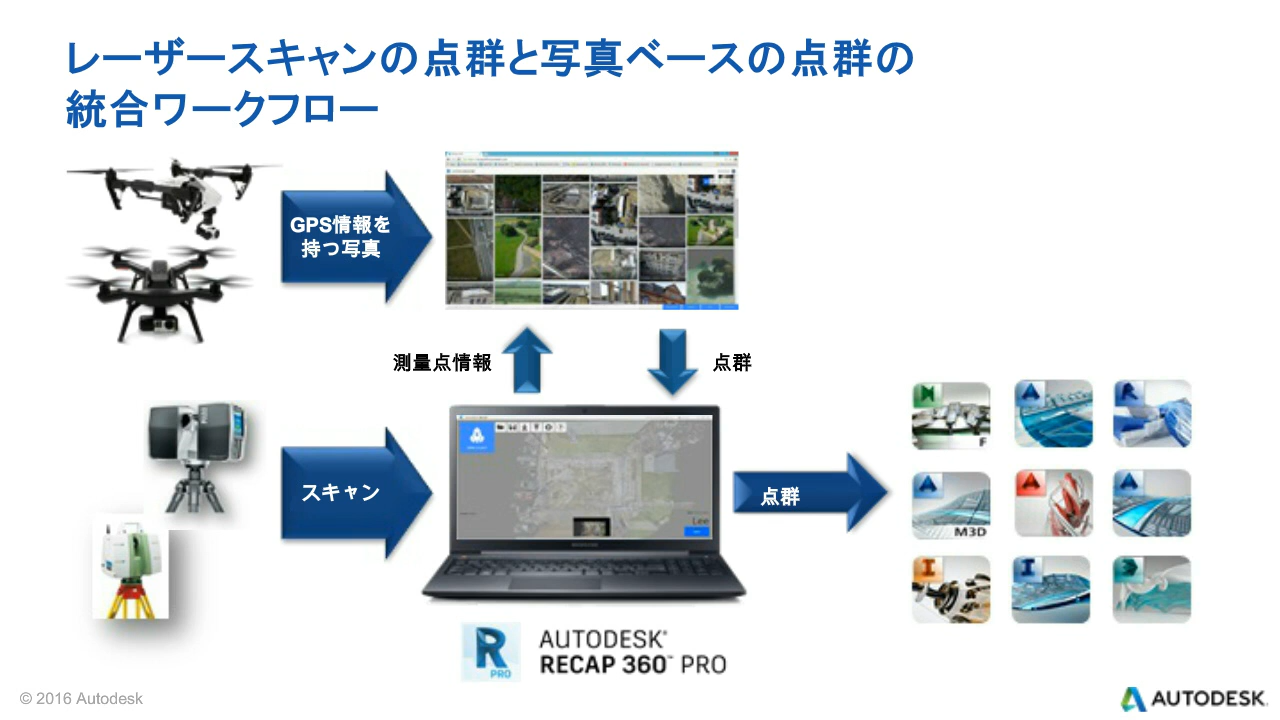 レーザースキャンの点群と写真ベースの点群の
統合ワークフロー
GPS情報を
持つ写真
測量点情報
点群
スキャン
Lee
点群
F
M3D
R
PRO
AUTODESK®
RECAP 360™ PRO
© 2016 Autodesk
AUTODESK.